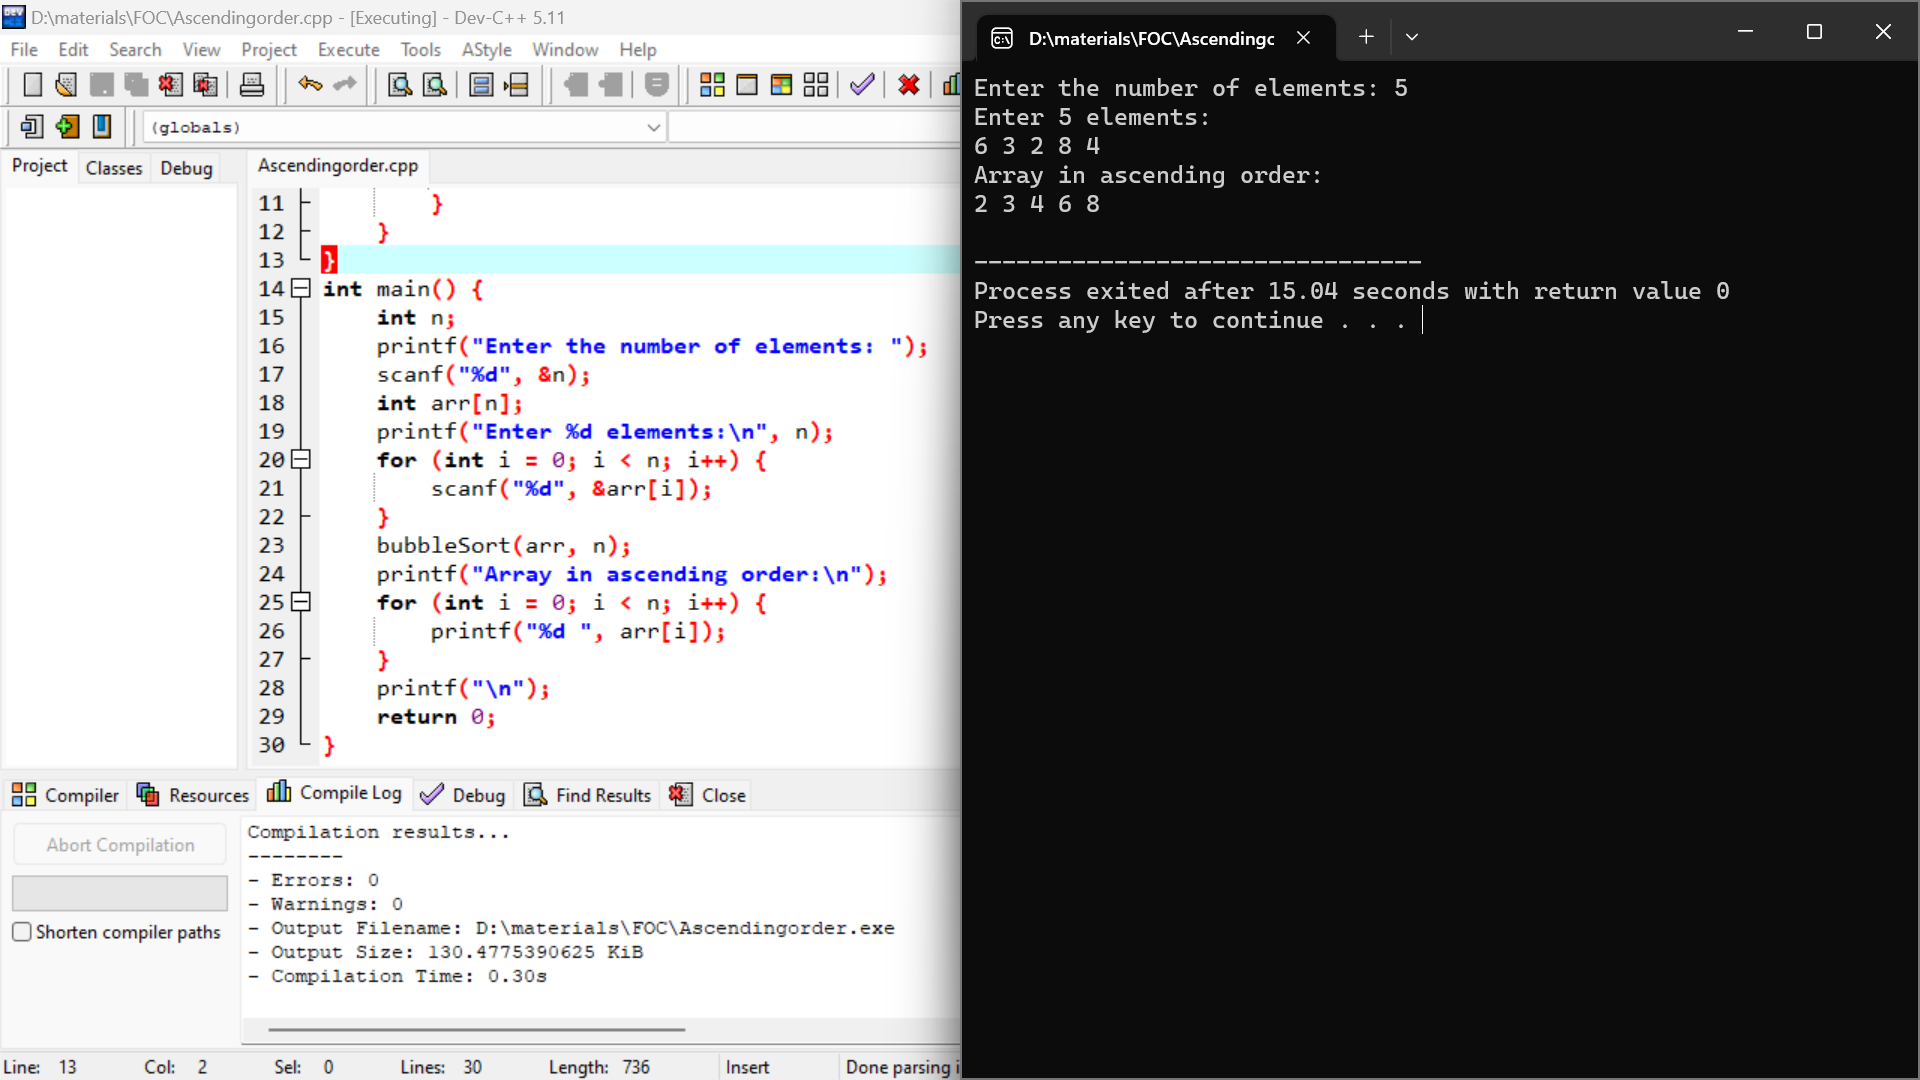 D:\materials\FOC\Ascendingorder.cpp - [Executing] - Dev-C++ 5.11
File Edit Search View Project Execute Tools AStyle Window Help
(globals)
Project Classes Debug
Ascendingorder.cpp
11 }
12 }
13 }
14 int main() {
15 int n;
16 printf("Enter the number of elements: ");
17 scanf("%d", &n);
18 int arr[n];
19 printf("Enter %d elements:\n", n);
20 for (int i = 0; i < n; i++) {
21 scanf("%d", &arr[i]);
22 }
23 bubbleSort(arr, n);
24 printf("Array in ascending order:\n");
25 for (int i = 0; i < n; i++) {
26 printf("%d ", arr[i]);
27 }
28 printf("\n");
29 return 0;
30 }
Compiler Resources Compile Log Debug Find Results Close
Abort Compilation
Shorten compiler paths
Compilation results...
--------
- Errors: 0
- Warnings: 0
- Output Filename: D:\materials\FOC\Ascendingorder.exe
- Output Size: 130.4775390625 KiB
- Compilation Time: 0.30s
Line: 13 Col: 2 Sel: 0 Lines: 30 Length: 736 Insert Done parsing i
D:\materials\FOC\Ascendingc
Enter the number of elements: 5
Enter 5 elements:
6 3 2 8 4
Array in ascending order:
2 3 4 6 8
--------------------------------
Process exited after 15.04 seconds with return value 0
Press any key to continue . . .